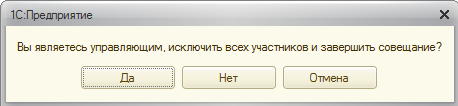 1С:Предприятие
Вы являетесь управляющим, исключить всех участников и завершить совещание?
Да Нет Отмена